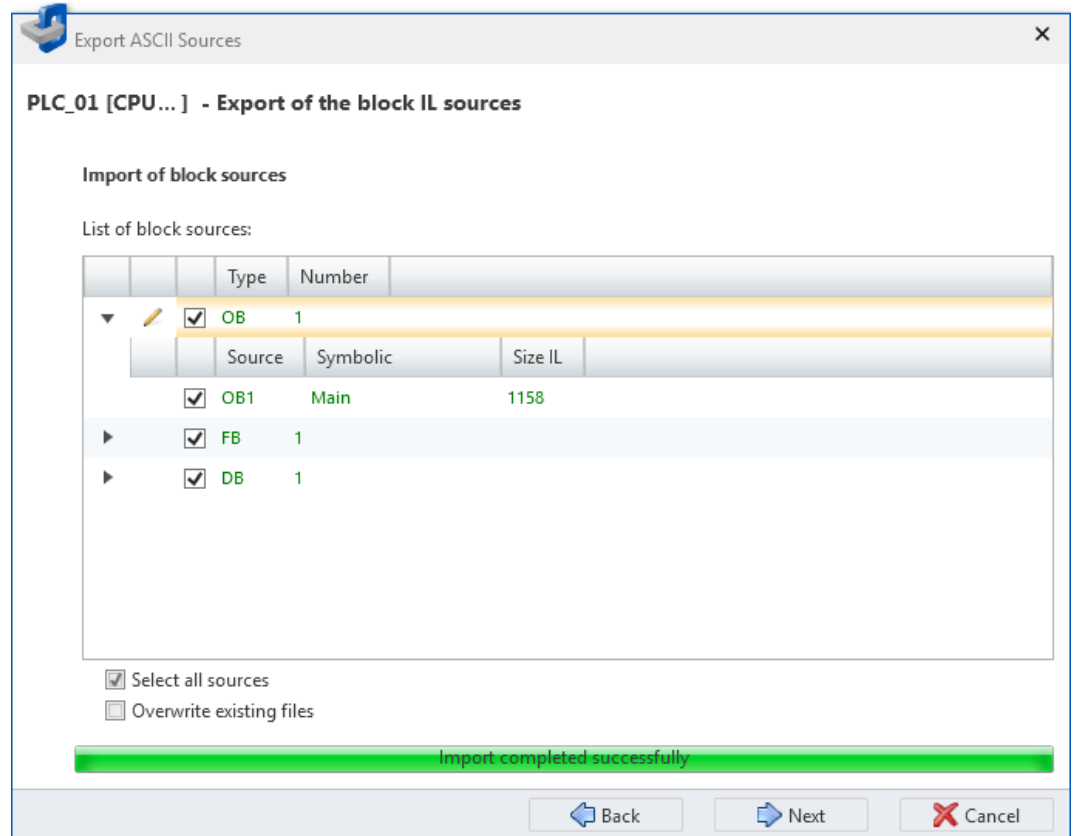 Export ASCII Sources
PLC_01 [CPU... ] - Export of the block IL sources
Import of block sources
List of block sources:
Type Number
OB 1
Source Symbolic Size IL
OB1 Main 1158
FB 1
DB 1
Select all sources
Overwrite existing files
Import completed successfully
Back Next Cancel